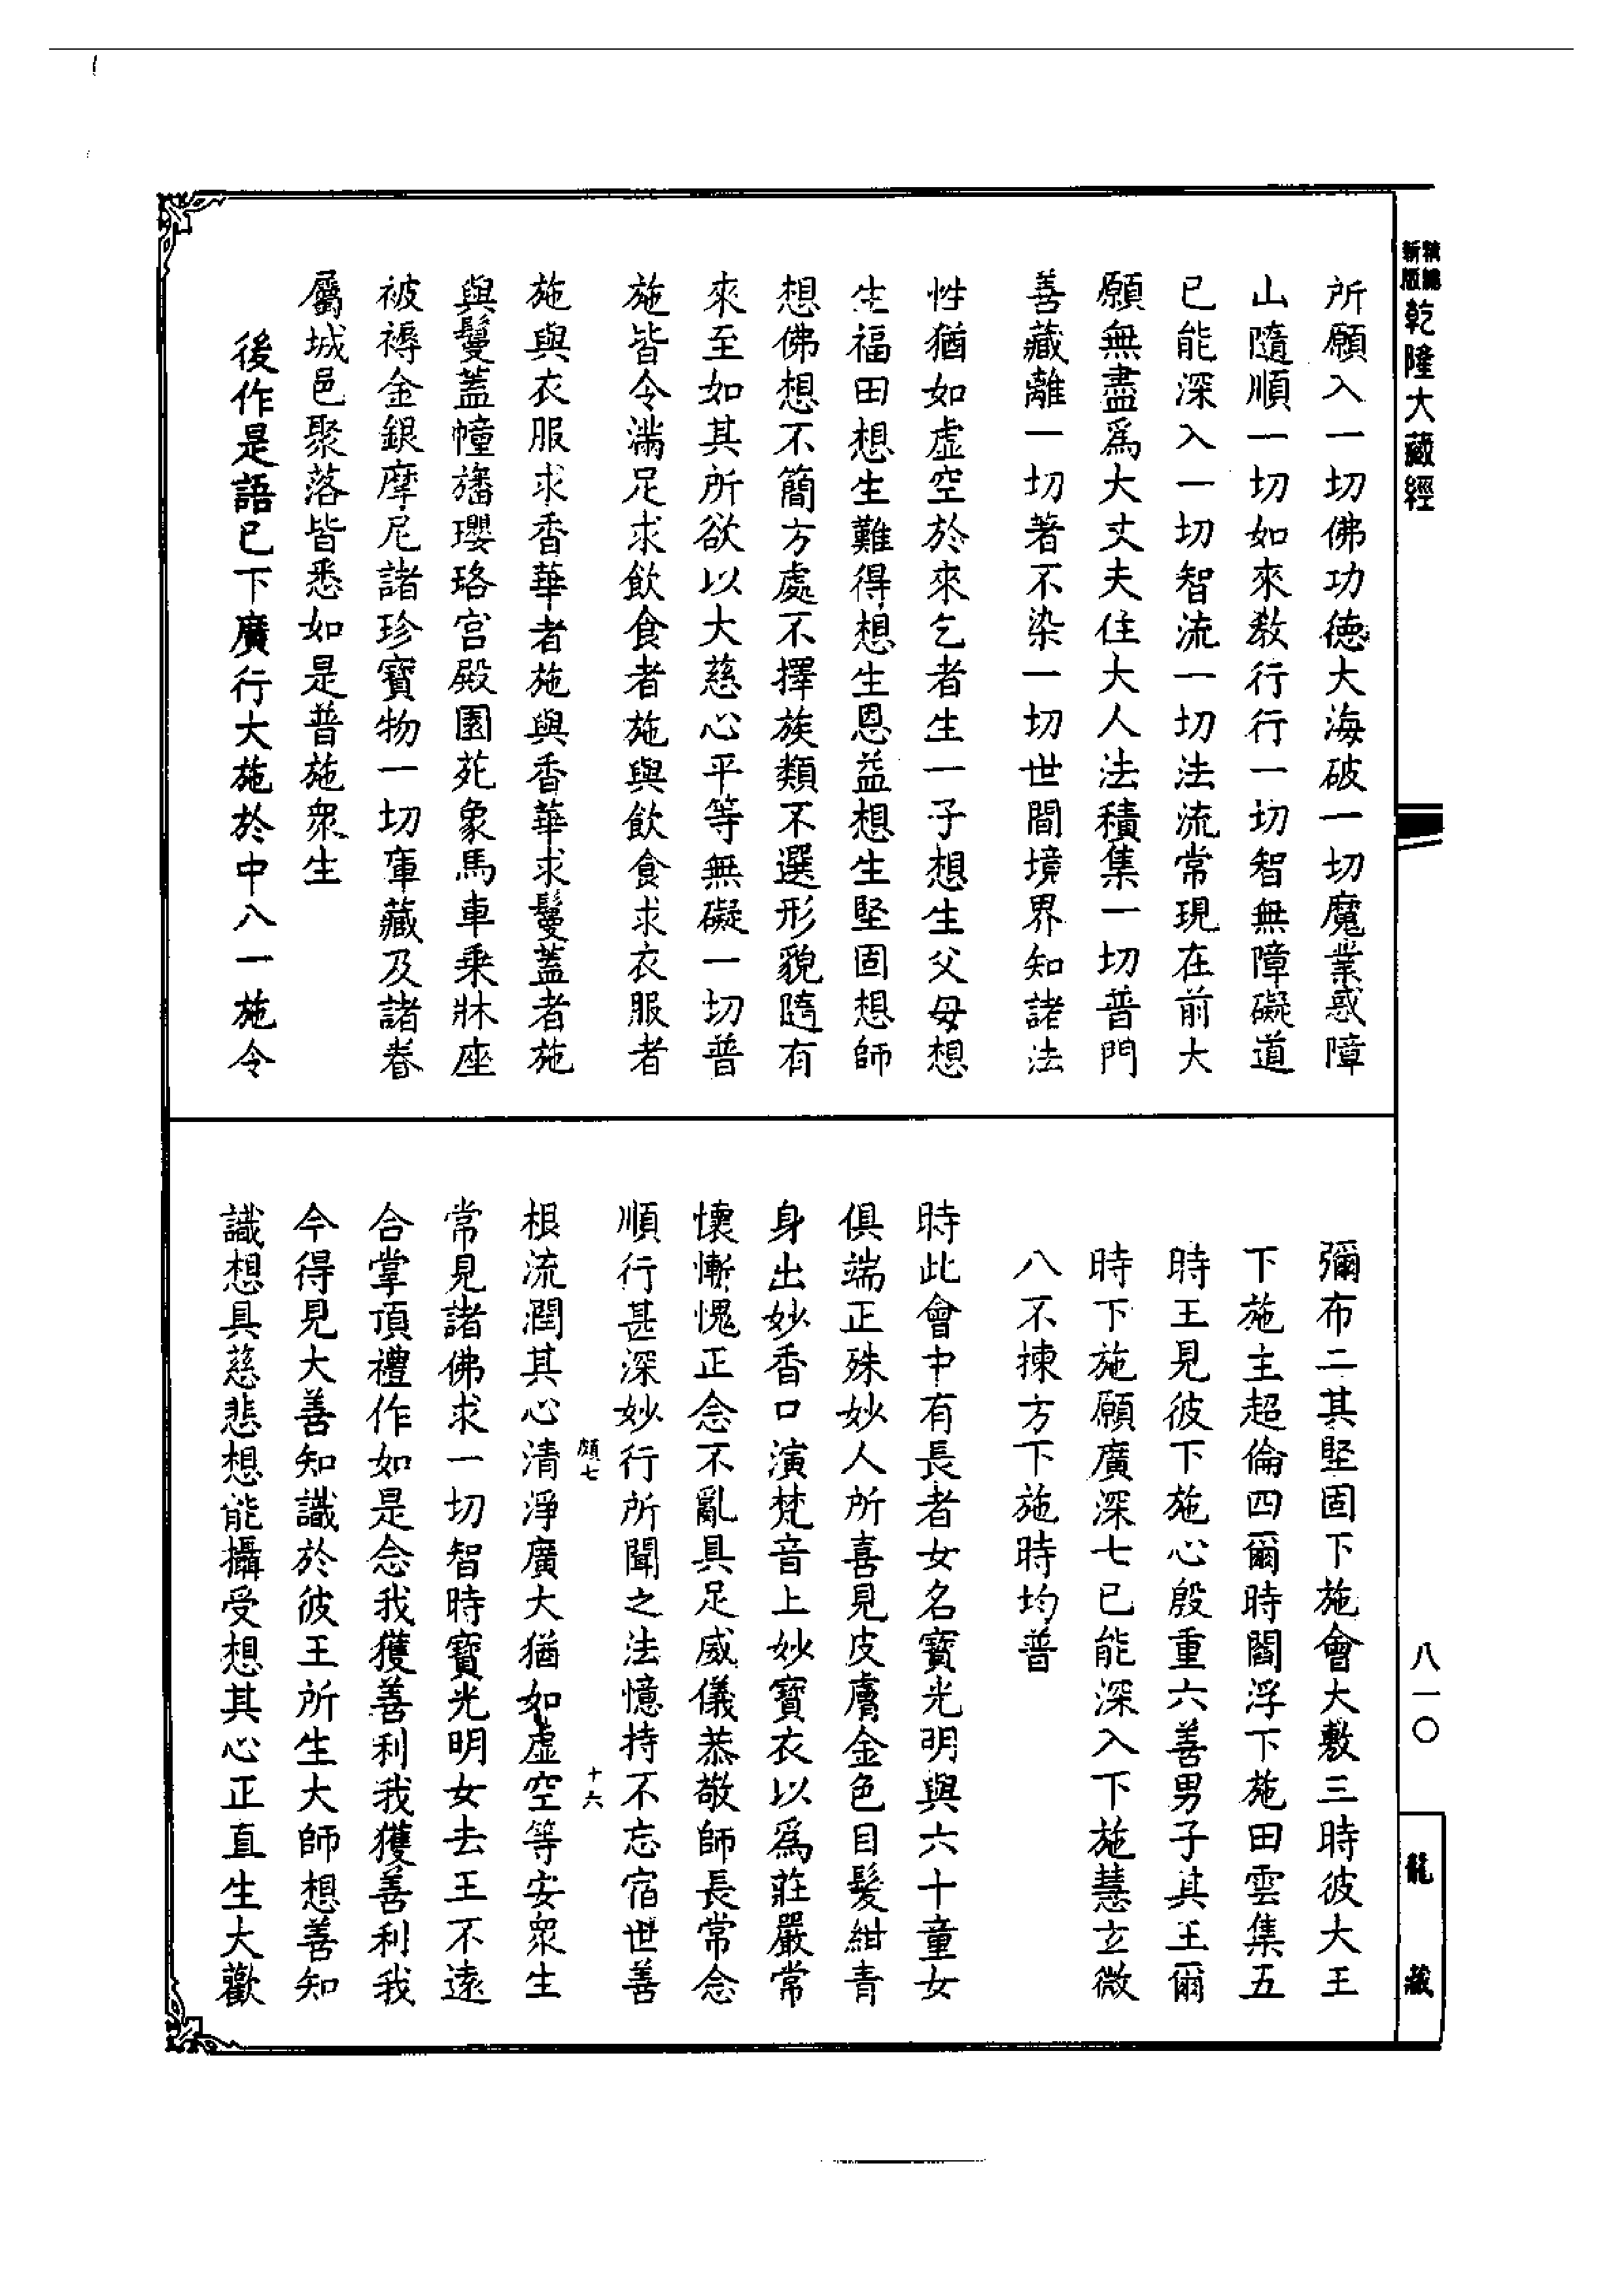 精編
新版
乾隆大藏經
所願入一切佛功德大海破一切魔業惑障
山隨順一切如來教行行一切智無障礙道
已能深入一切智流一切法流常現在前大
願無盡爲大丈夫住大人法積集一切普門
善藏離一切著不染一切世間境界知諸法
性猶如虛空於來乞者生一子想生父母想
生福田想生難得想生恩益想生堅固想師
想佛想不簡方處不擇族類不選形貌隨有
來至如其所欲以大慈心平等無礙一切普
施皆令滿足求飲食者施與飲食求衣服者
施與衣服求香華者施與香華求鬘蓋者施
與鬘蓋幢旛瓔珞宮殿園苑象馬車乘牀座
被褥金銀摩尼諸珍寶物一切庫藏及諸眷
屬城邑聚落皆悉如是普施衆生
後作是語已下廣行大施於中八一施令
彌布二其堅固下施會大敷三時彼大王
下施主超倫四爾時閻浮下施田雲集五
時王見彼下施心殷重六善男子其王爾
時下施願廣深七已能深入下施慧玄微
八不揀方下施時均普
時此會中有長者女名寶光明與六十童女
俱端正殊妙人所喜見皮膚金色目髮紺青
身出妙香口演梵音上妙寶衣以爲莊嚴常
懷慚愧正念不亂具足威儀恭敬師長常念
順行甚深妙行所聞之法憶持不忘宿世善
頗七
十六
根流潤其心清淨廣大猶如虛空等安衆生
常見諸佛求一切智時寶光明女去王不遠
合掌頂禮作如是念我獲善利我獲善利我
今得見大善知識於彼王所生大師想善知
識想具慈悲想能攝受想其心正直生大歡
八一〇
龍藏